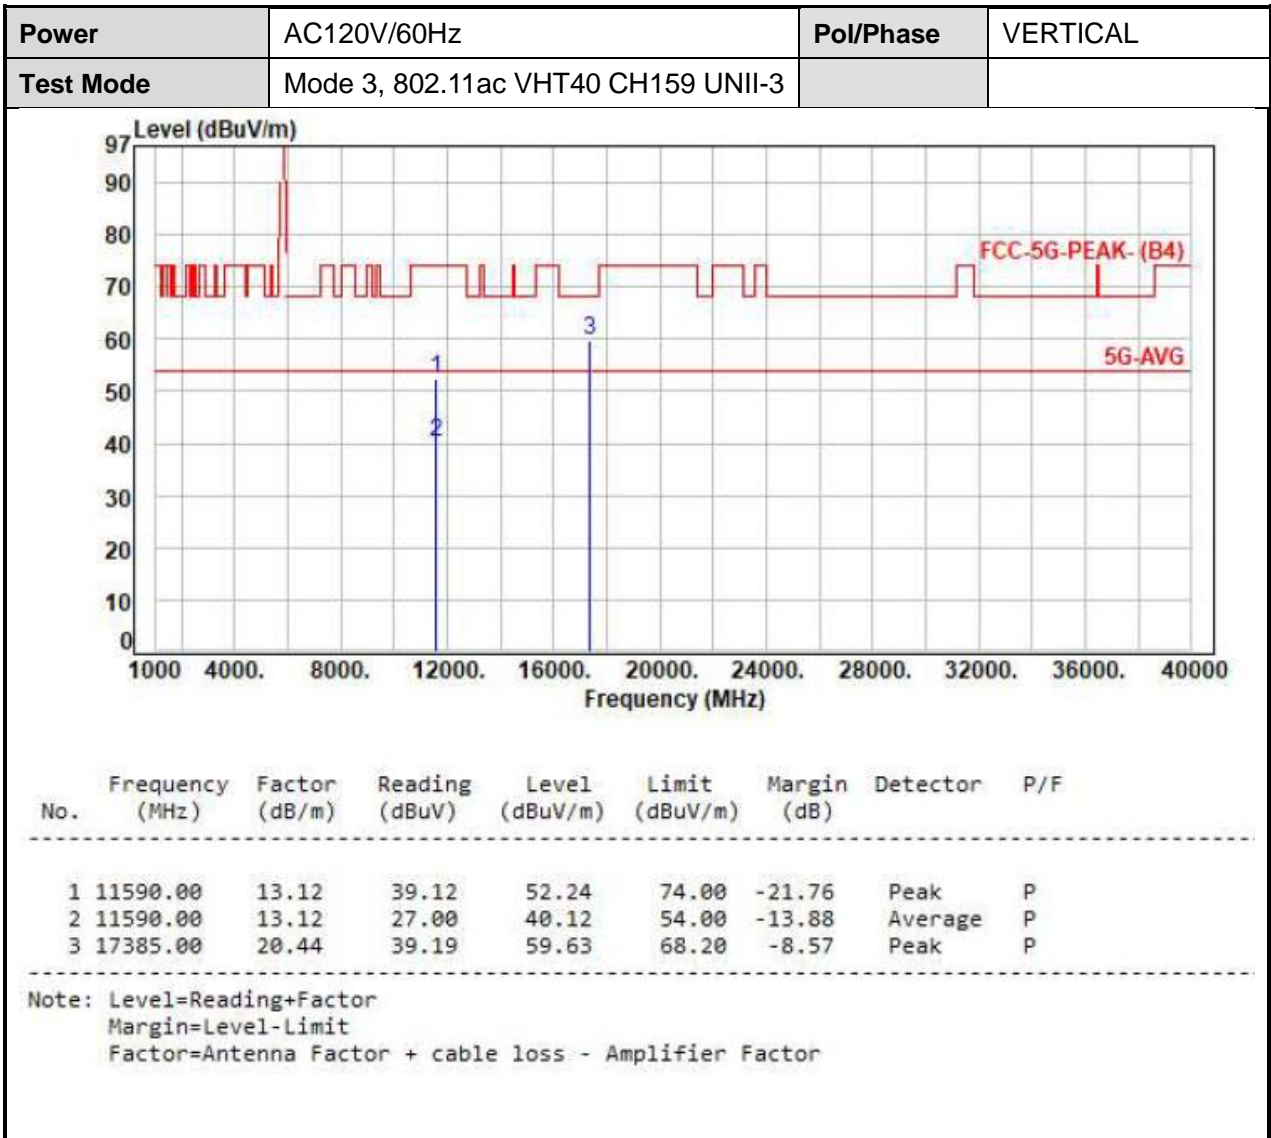 Power AC120V/60Hz Pol/Phase VERTICAL
Test Mode Mode 3, 802.11ac VHT40 CH159 UNII-3
Level (dBuV/m)
97
90
80
FCC-5G-PEAK- (B4)
70
60
3
5G-AVG
1
50
2
40
30
20
10
0
1000 4000. 8000. 12000. 16000. 20000. 24000. 28000. 32000. 36000. 40000
Frequency (MHz)
Frequency Factor Reading Level Limit Margin Detector P/F
No. (MHz) (dB/m) (dBuV) (dBuV/m) (dBuV/m) (dB)
1 11590.00 13.12 39.12 52.24 74.00 -21.76 Peak P
2 11590.00 13.12 27.00 40.12 54.00 -13.88 Average P
3 17385.00 20.44 39.19 59.63 68.20 -8.57 Peak P
Note: Level=Reading+Factor
Margin=Level-Limit
Factor=Antenna Factor + cable loss - Amplifier Factor